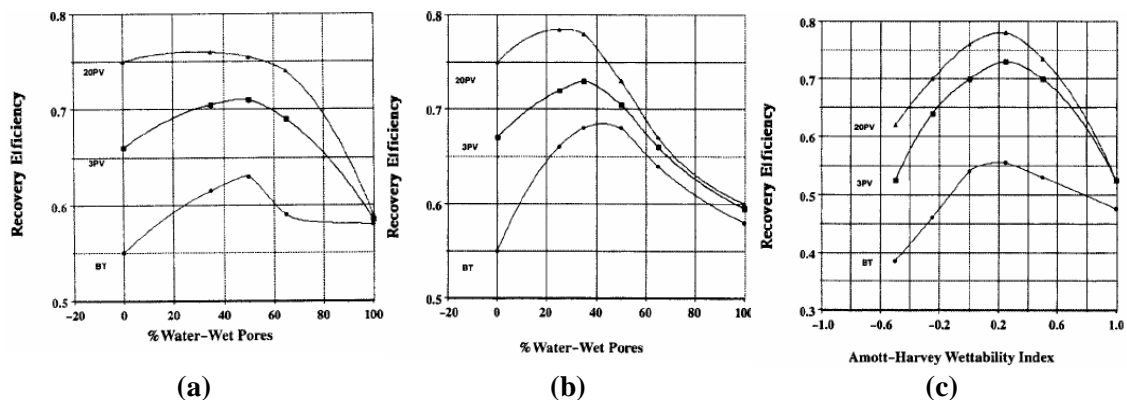 0.8
0.7
0.6
0.5
20PV
3PV
BT
-20 0 20 40 60 80 100
%Water-Wet Pores
Recovery Efficiency
(a)
0.8
0.7
0.6
0.5
20PV
3PV
BT
-20 0 20 40 60 80 100
%Water-Wet Pores
Recovery Efficiency
(b)
0.8
0.7
0.6
0.5
0.4
0.3
20PV
3PV
BT
-1.0 -0.6 -0.2 0.2 0.6 1.0
Amott-Harvey Wettability Index
Recovery Efficiency
(c)